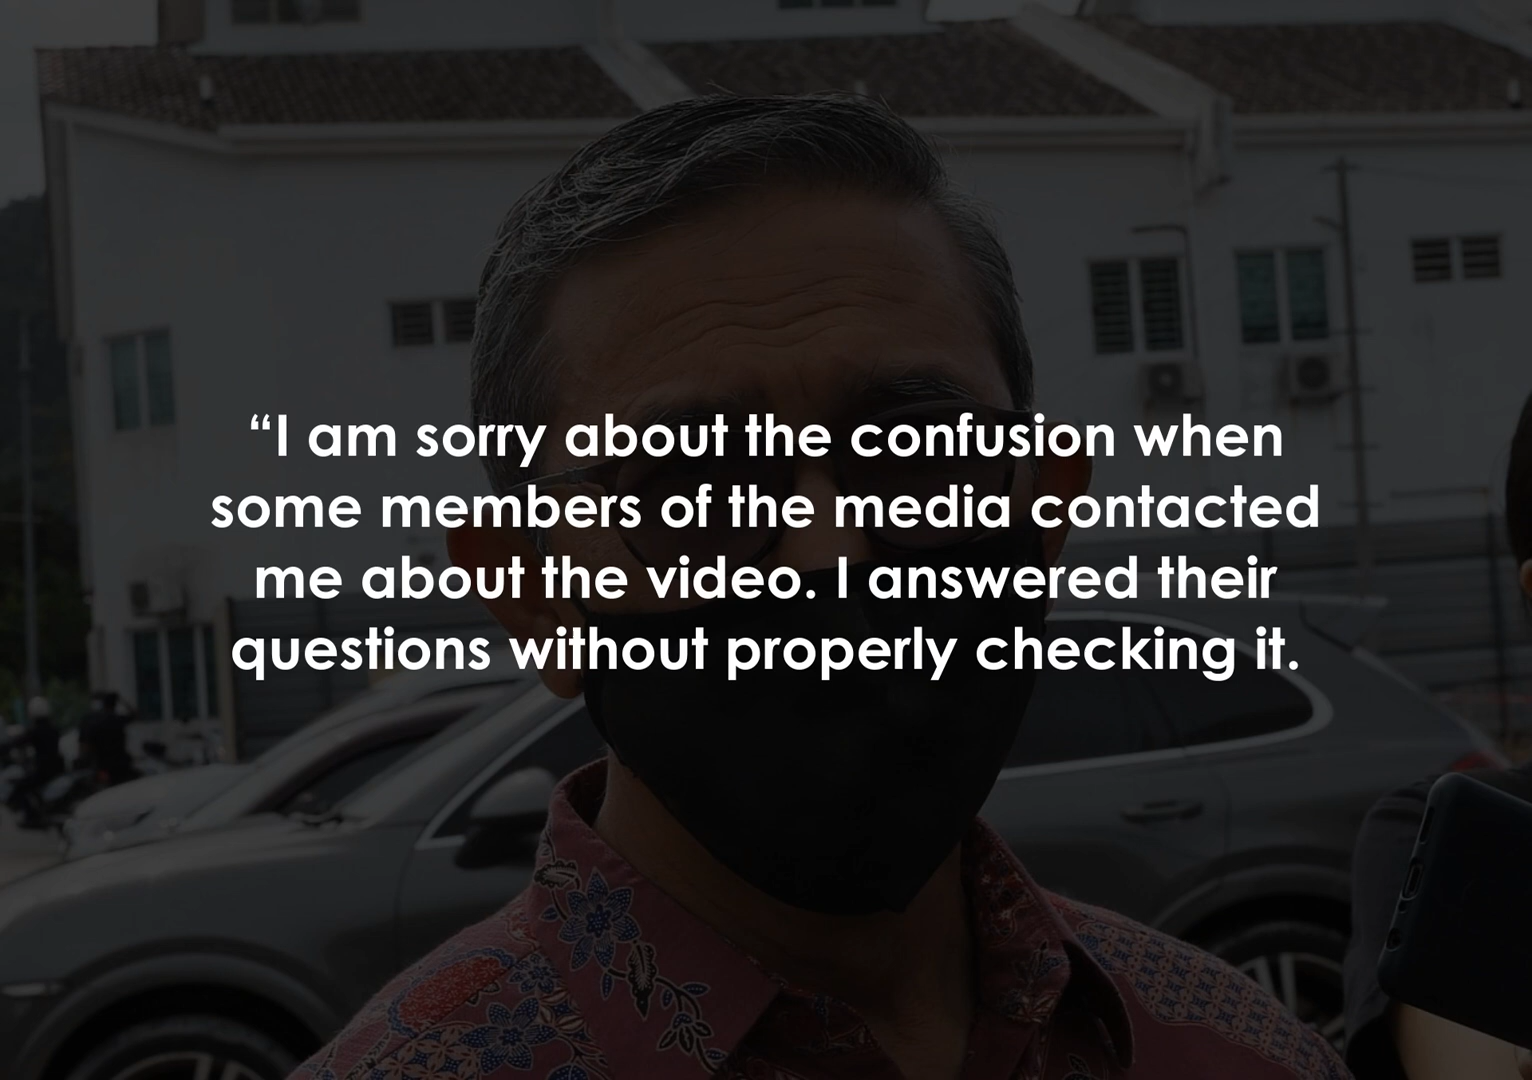 “I am sorry about the confusion when
some members of the media contacted
me about the video. I answered their
questions without properly checking it.